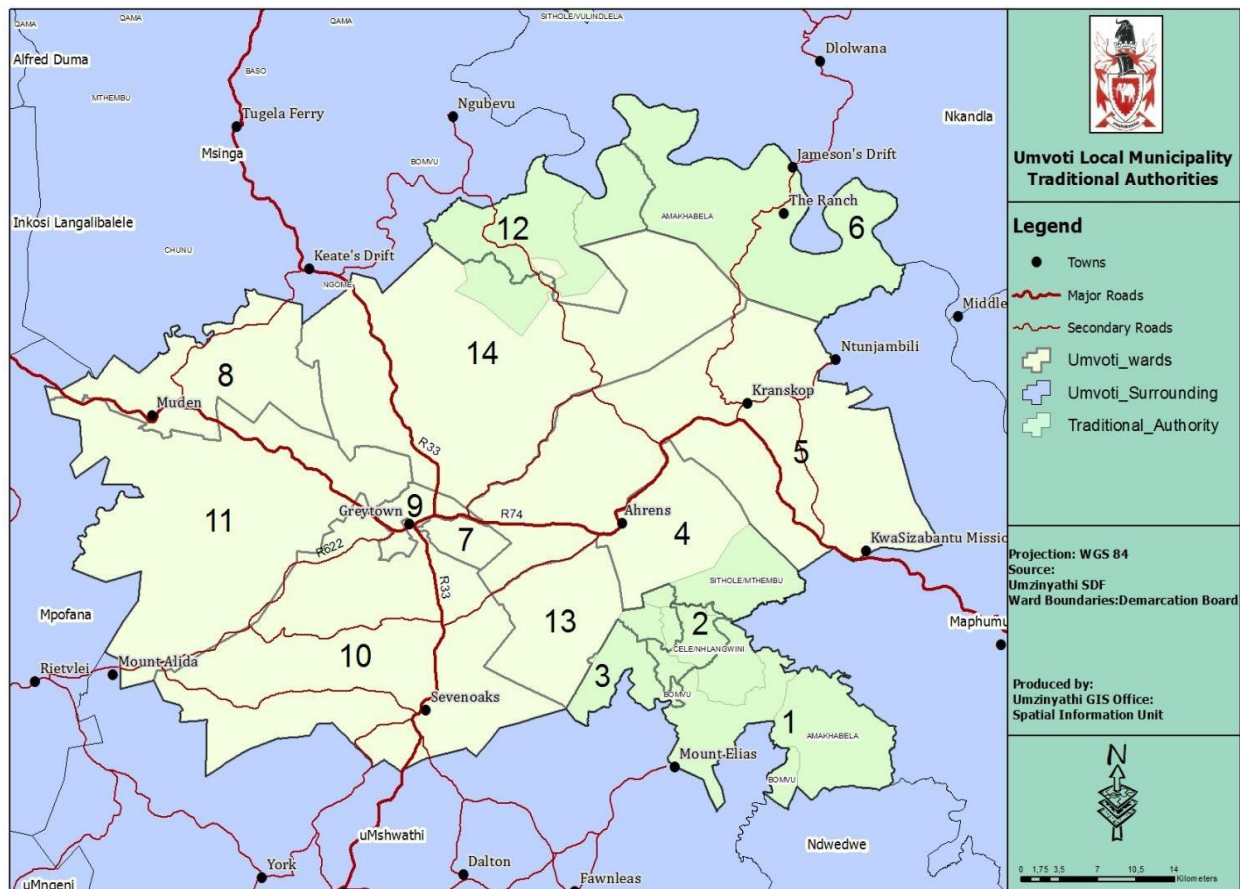 QAMA
QAMA
QAMA
SITHOLE/VULINDLELA
Alfred Duma
Dlolwana
BASO
MTHEMBU
Ngubevu
Tugela Ferry
Nkandla
Msinga
BOMVU
Jameson's Drift
The Ranch
AMAKHABELA
Inkosi Langalibalele
12
6
CHUNU
Keate's Drift
NGOME
Middle
14
Ntunjambili
8
Muden
Kranskop
5
R33
11
9
Greytown
R74
Ahrens
7
4
R622
KwaSizabantu Missio
R33
SITHOLE/MTHEMBU
Mpofana
13
2
Maphumu
CELE/NHLANGWINI
10
Rietvlei
Mount Alida
3
BOMVU
Sevenoaks
1
AMAKHABELA
Mount Elias
BOMVU
uMshwathi
Ndwedwe
York
Dalton
Fawnleas
uMngeni
Umvoti Local Municipality
Traditional Authorities
Legend
Towns
Major Roads
Secondary Roads
Umvoti_wards
Umvoti_Surrounding
Traditional_Authority
Projection: WGS 84
Source:
Umzinyathi SDF
Ward Boundaries:Demarcation Board
Produced by:
Umzinyathi GIS Office:
Spatial Information Unit
N
0 1,75 3,5 7 10,5 14
Kilometers